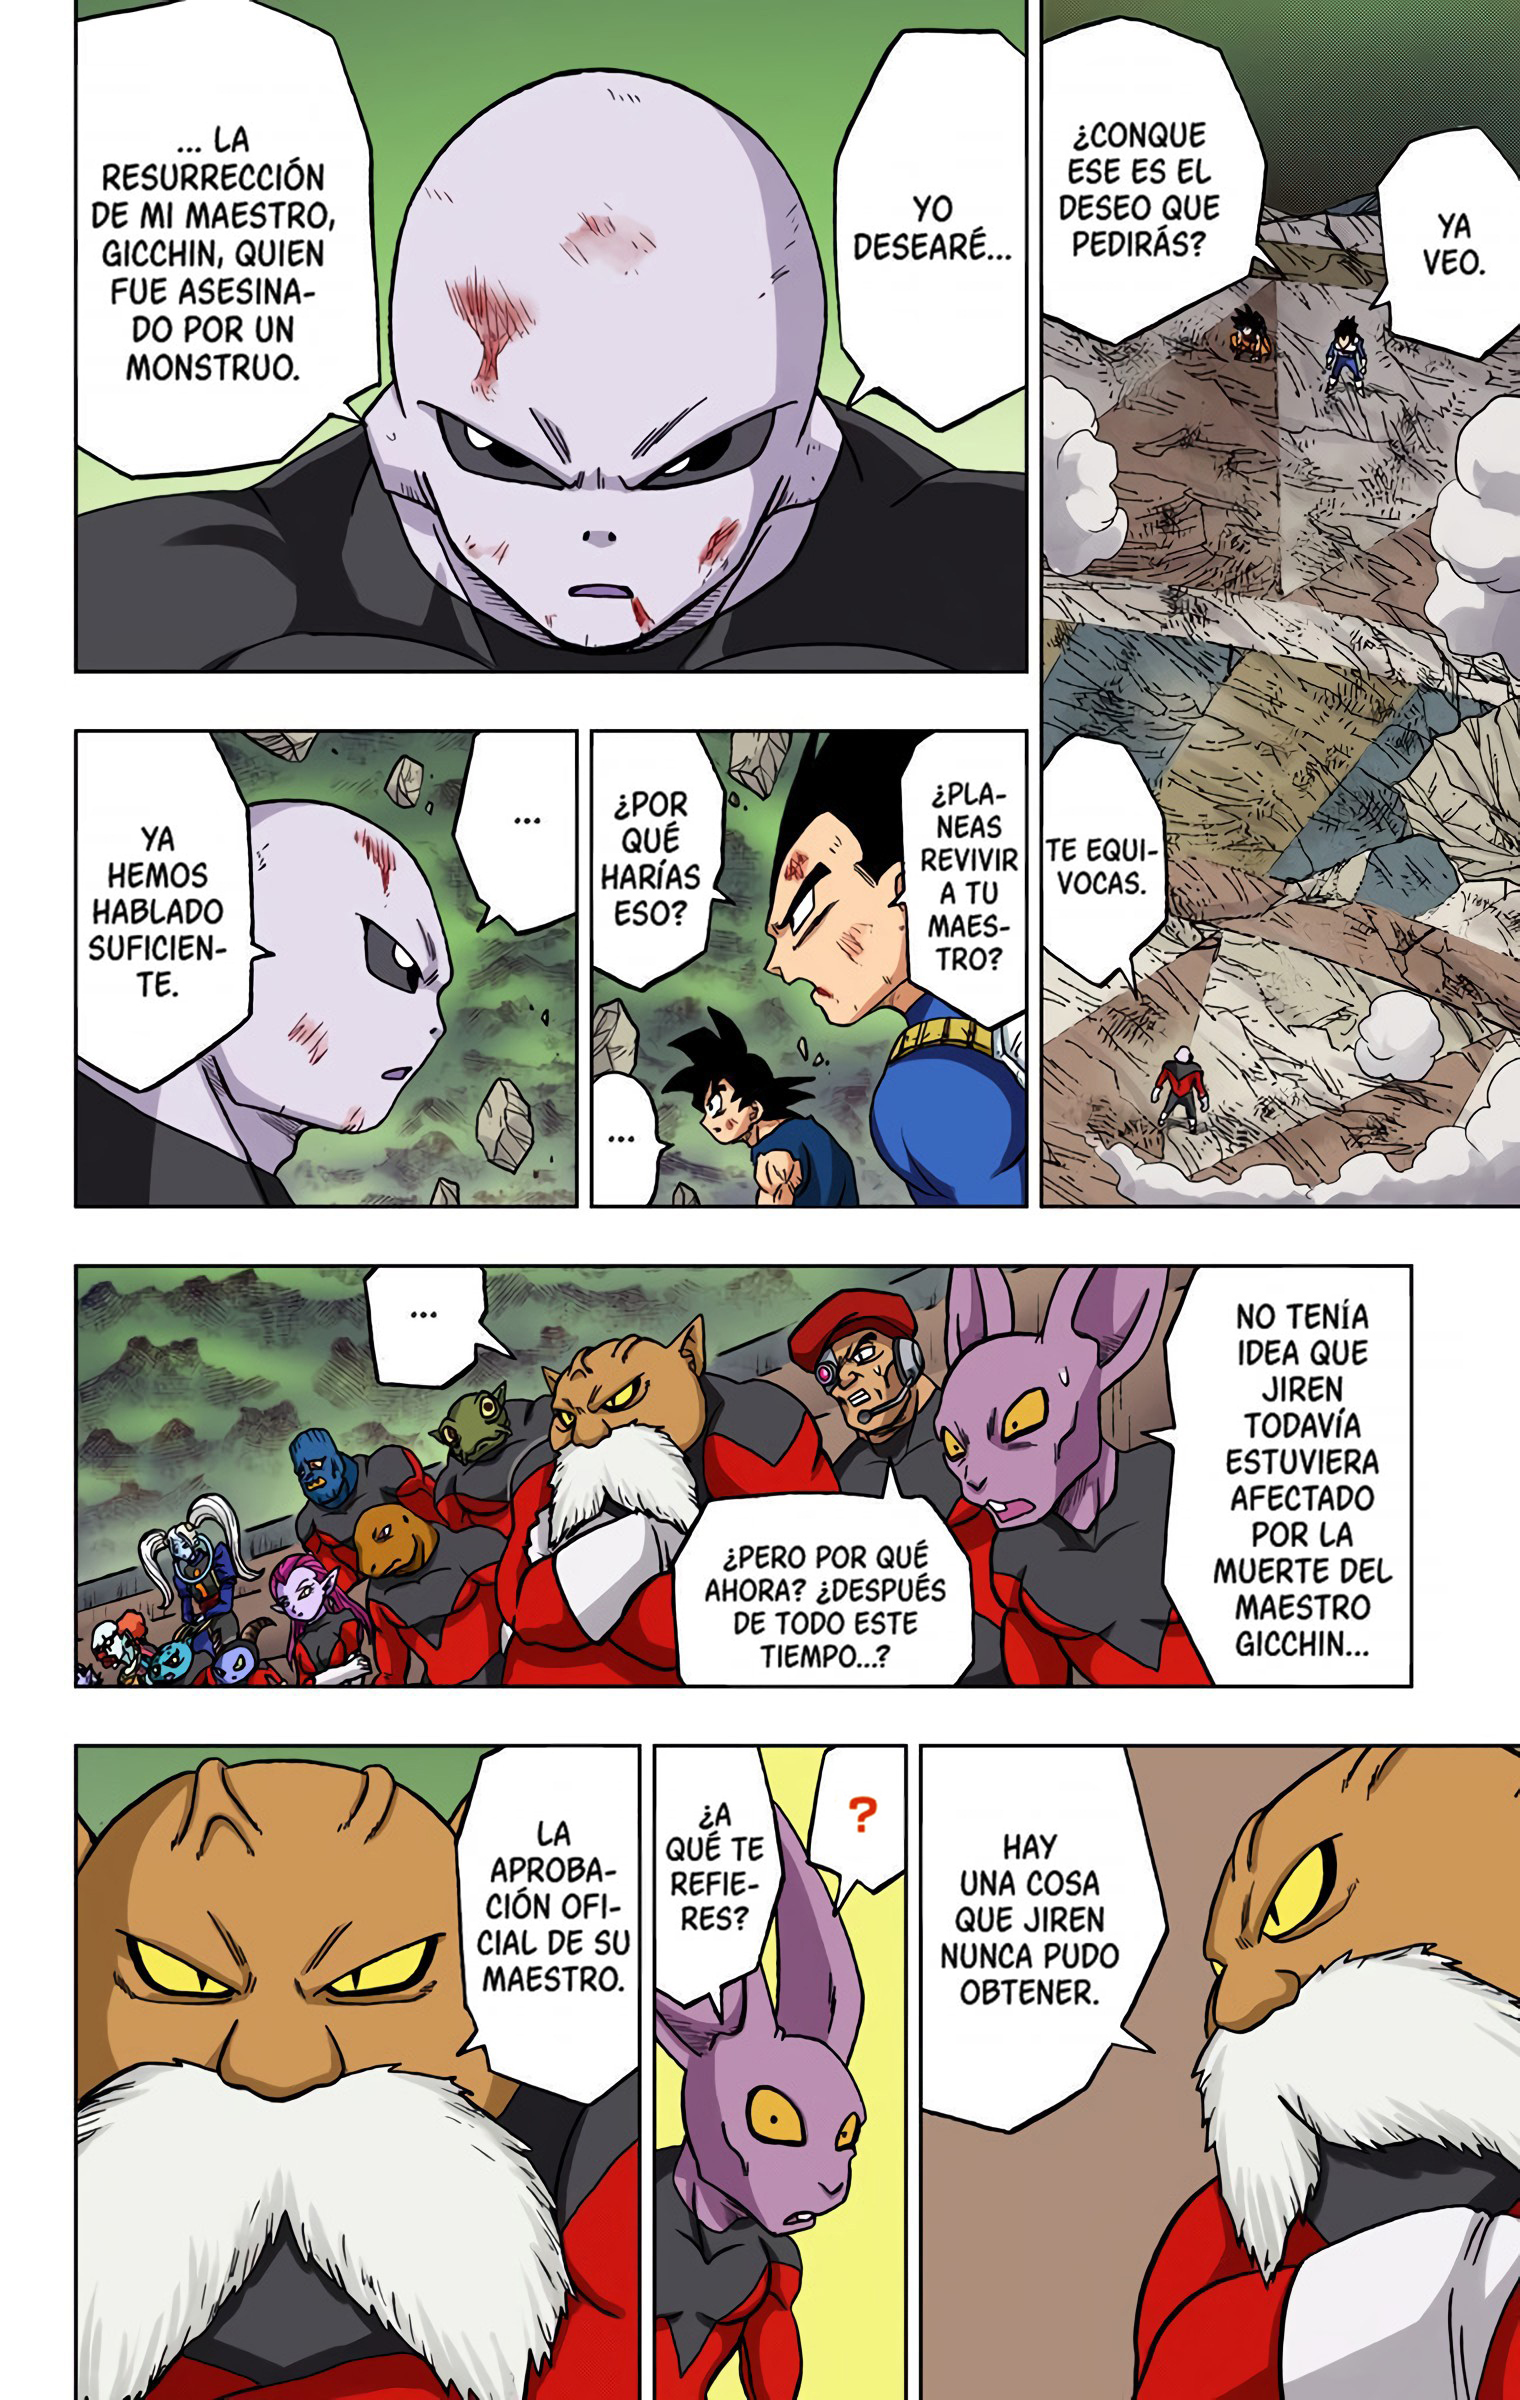 YA
VEO.
¿CONQUE
ESE ES EL
DESEO QUE
PEDIRÁS?
TE EQUI-
VOCAS.
YO
DESEARÉ...
... LA
RESURRECCIÓN
DE MI MAESTRO,
GICCHIN, QUIEN
FUE ASESINA-
DO POR UN
MONSTRUO.
¿PLA-
NEAS
REVIVIR
A TU
MAES-
TRO?
¿POR
QUÉ
HARÍAS
ESO?
...
...
YA
HEMOS
HABLADO
SUFICIEN-
TE.
NO TENÍA
IDEA QUE
JIREN
TODAVÍA
ESTUVIERA
AFECTADO
POR LA
MUERTE DEL
MAESTRO
GICCHIN...
¿PERO POR QUÉ
AHORA? ¿DESPUÉS
DE TODO ESTE
TIEMPO...?
...
HAY
UNA COSA
QUE JIREN
NUNCA PUDO
OBTENER.
?
¿A
QUÉ TE
REFIE-
RES?
LA
APROBA-
CIÓN OFI-
CIAL DE SU
MAESTRO.